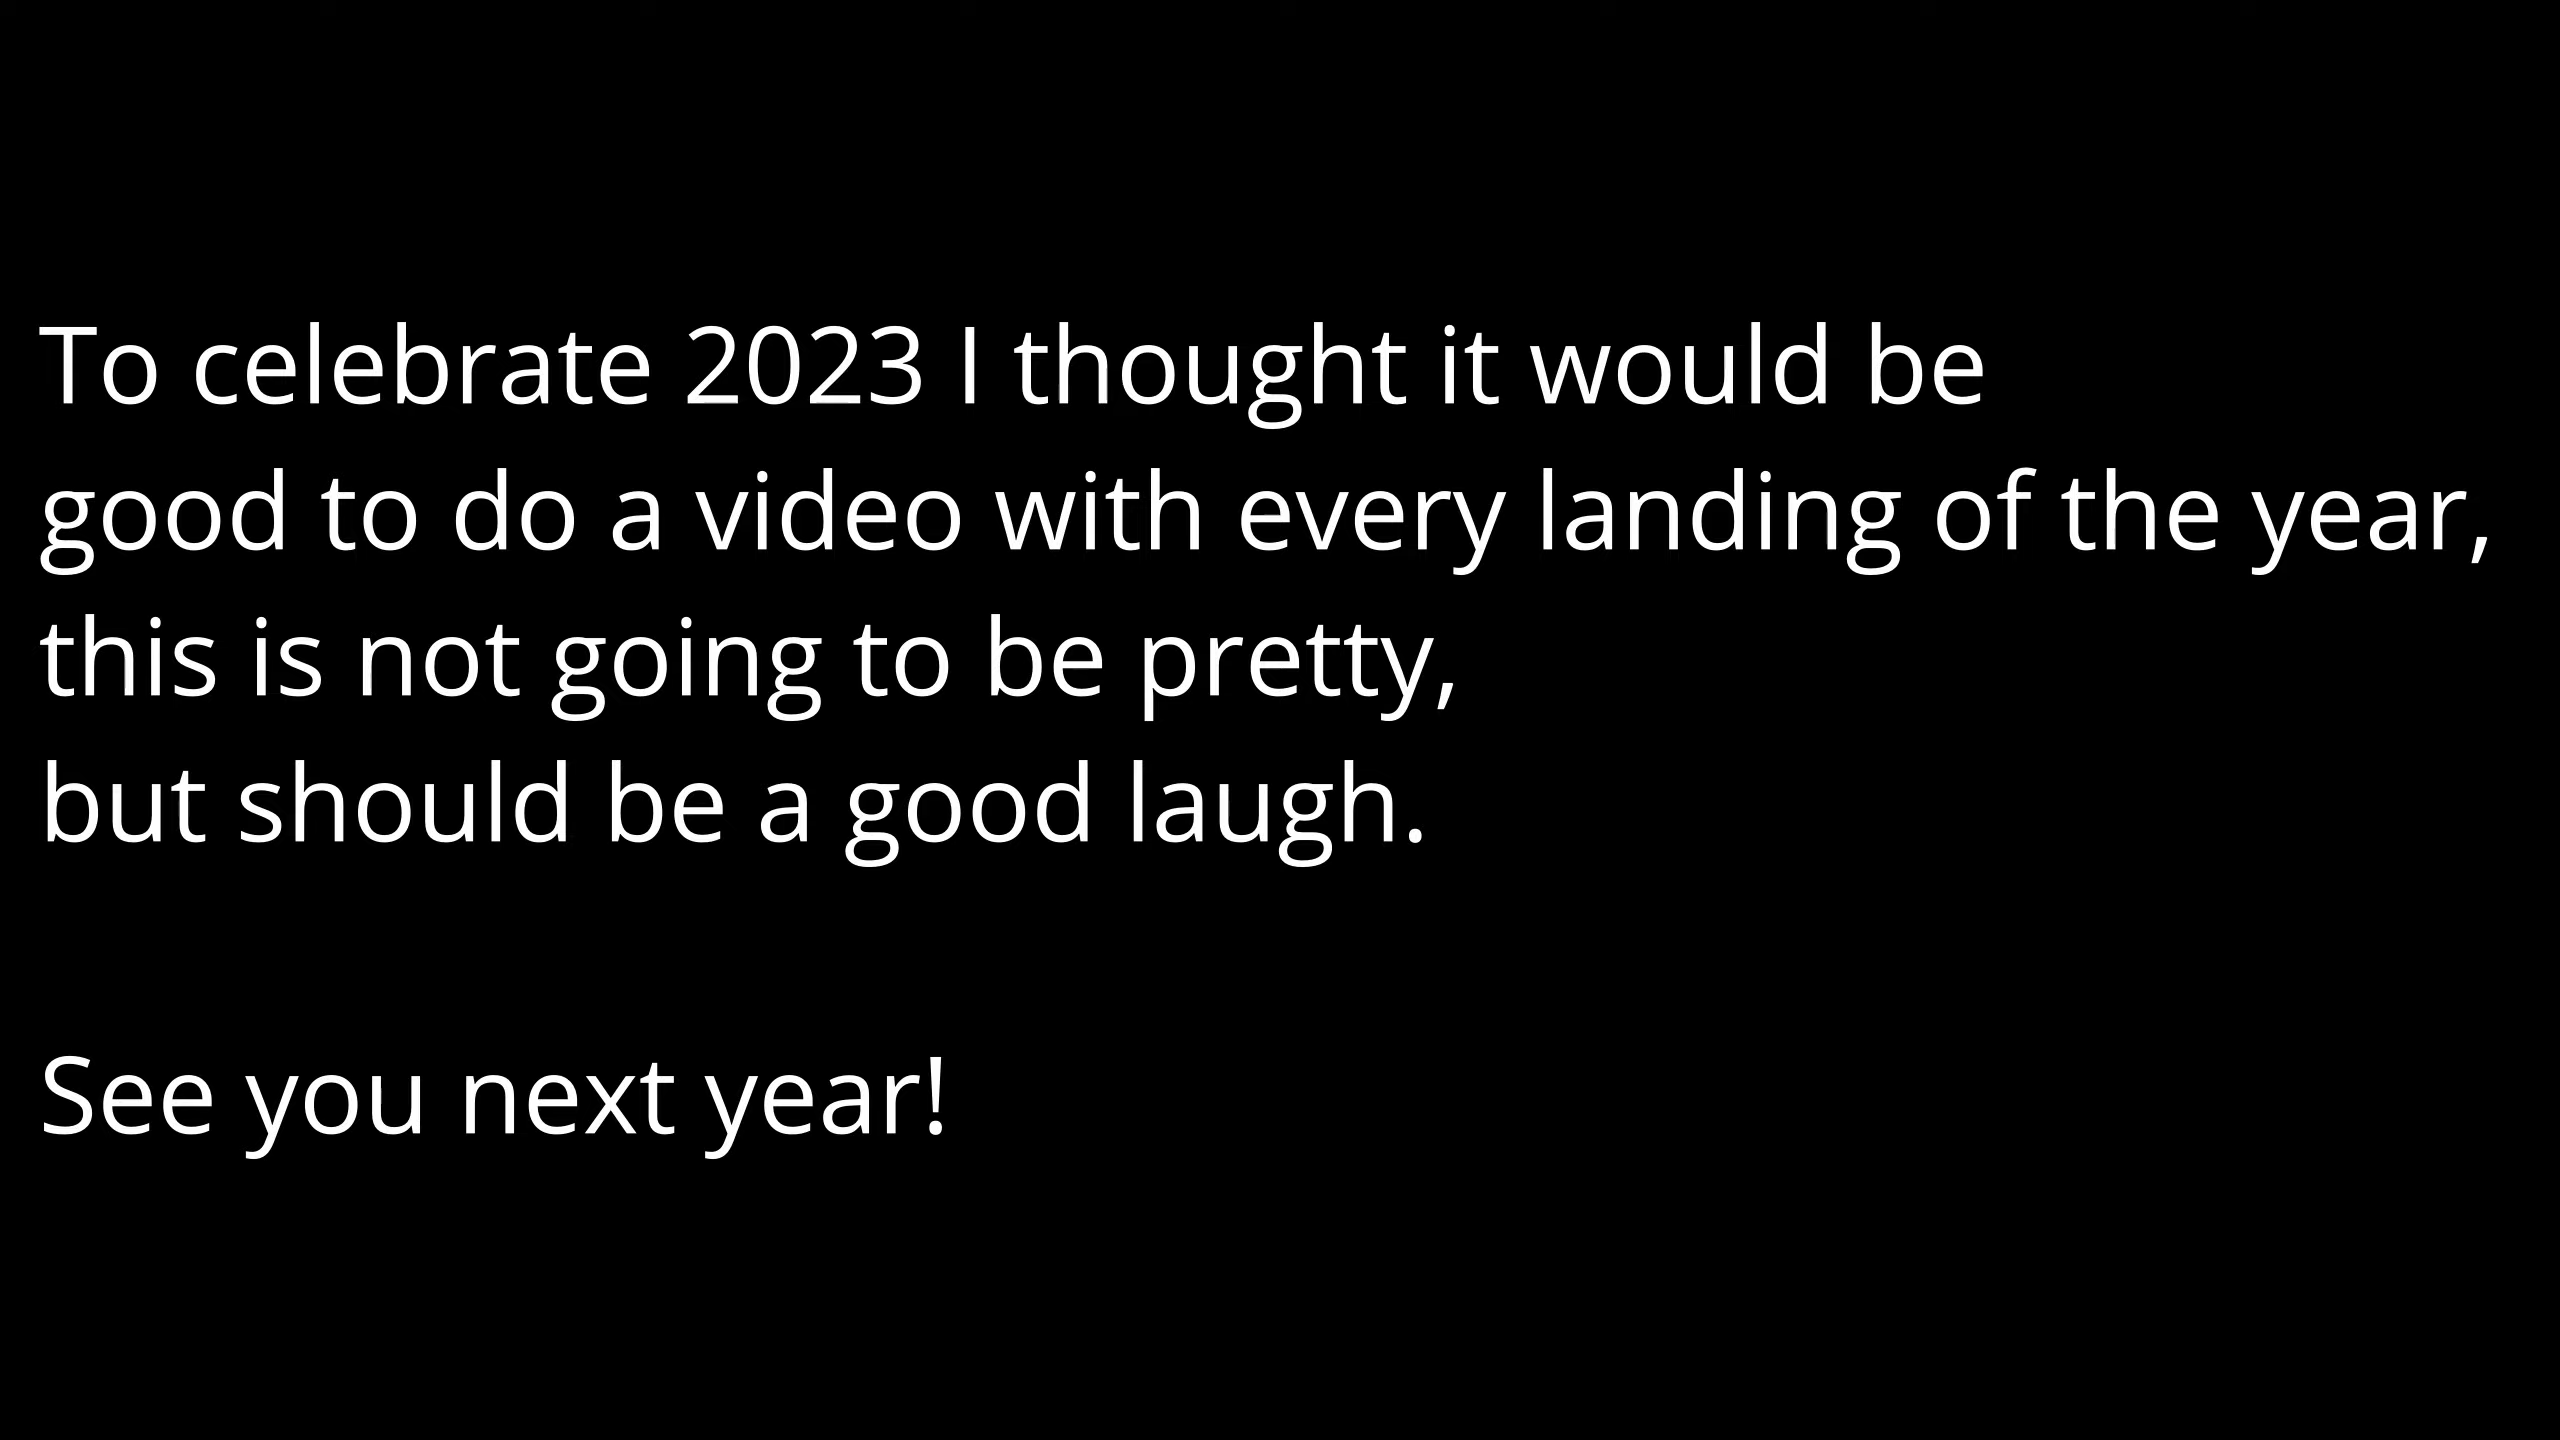 To celebrate 2023 I thought it would be
good to do a video with every landing of the year,
this is not going to be pretty,
but should be a good laugh.
See you next year!